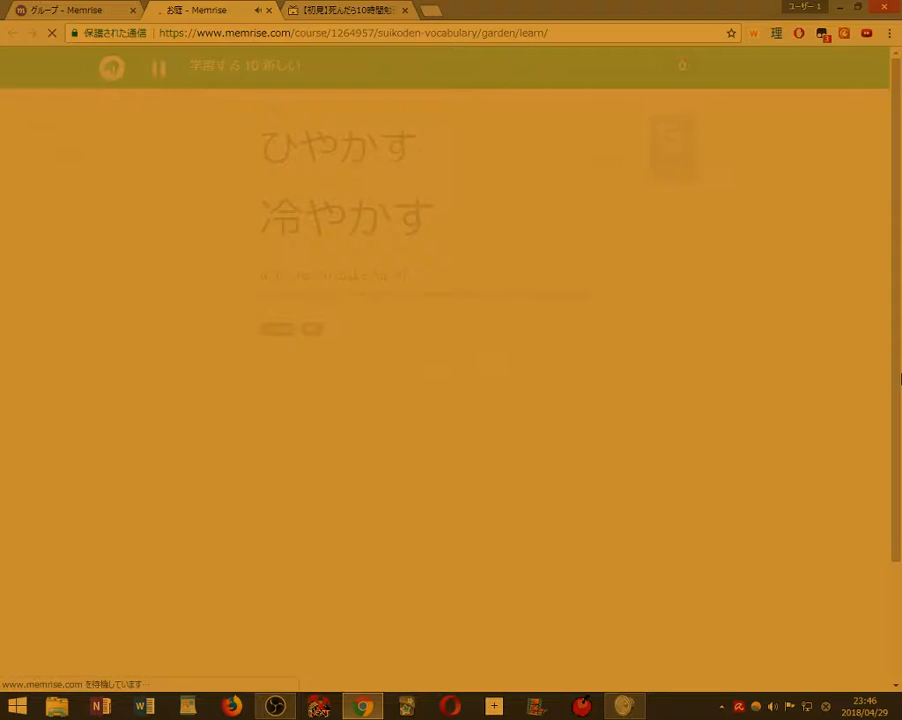 グループ - Memrise
お庭 - Memrise
【初見】死んだら10時間勉
ユーザー 1
保護された通信
https://www.memrise.com/course/1264957/suikoden-vocabulary/garden/learn/
理
学習する 10 新しい
0
ひやかす
冷やかす
www.memrise.com を待機しています…
23:46
2018/04/29